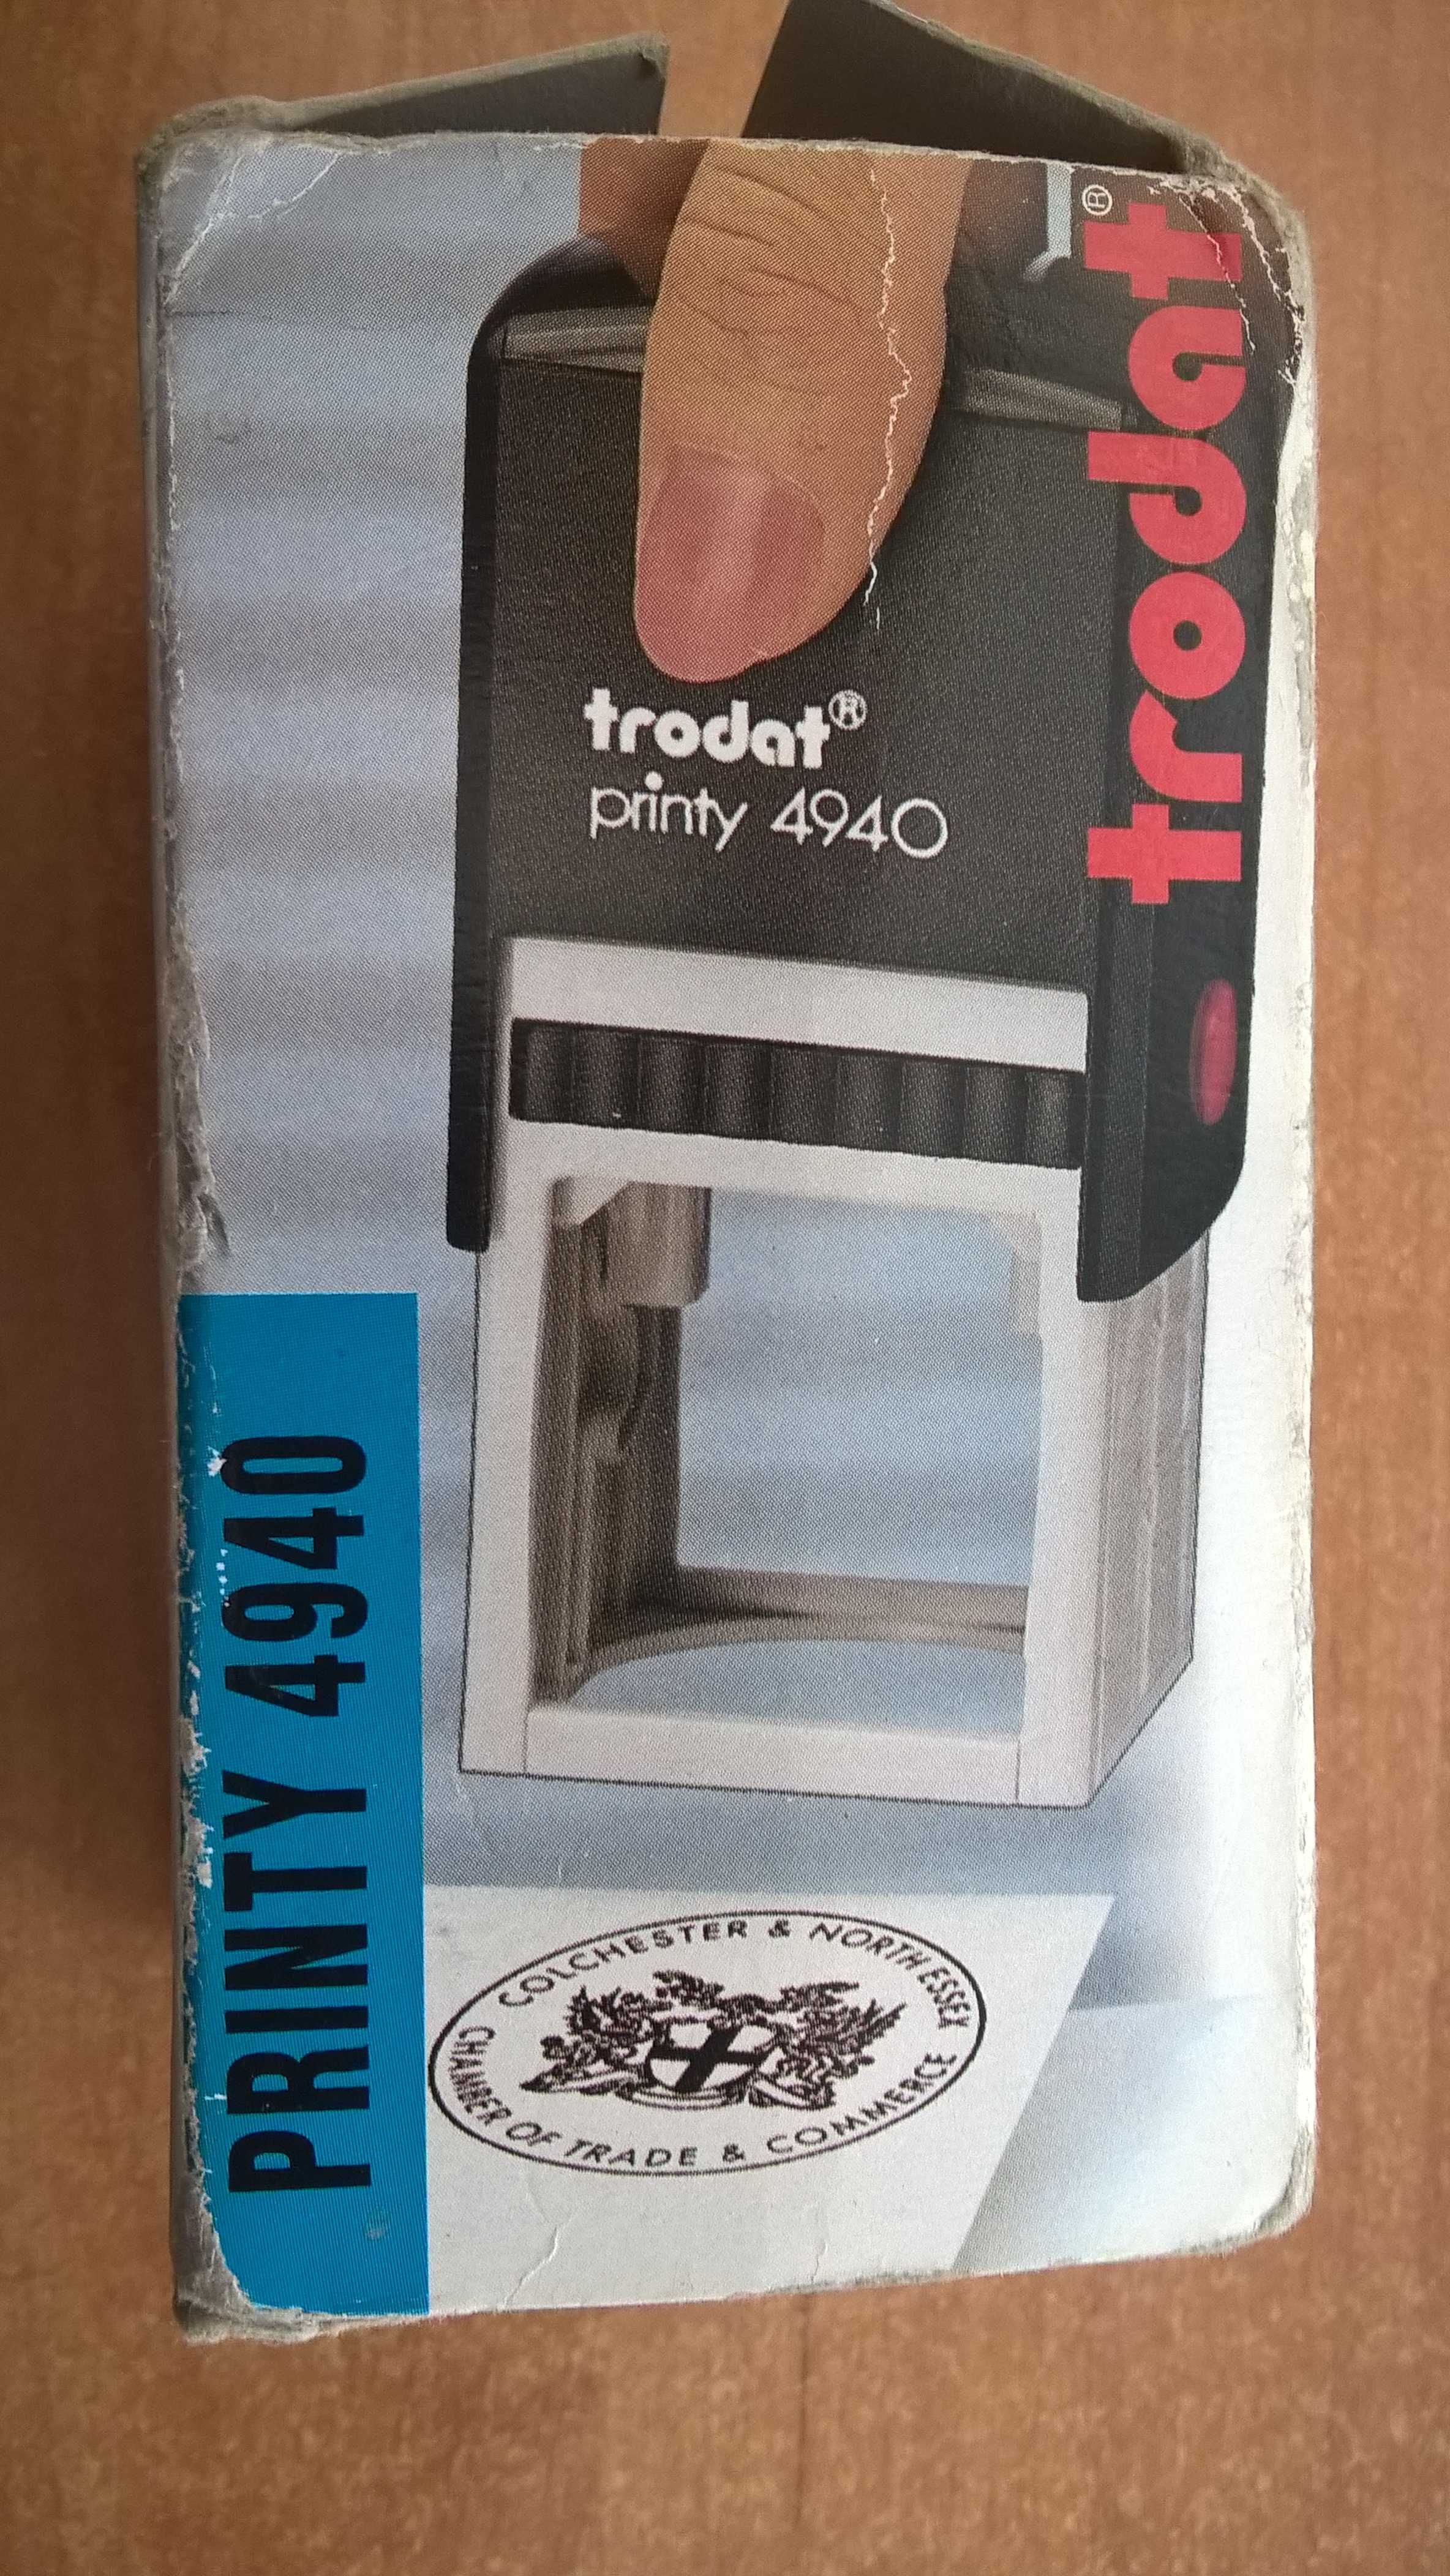 trodat®
trodat®
printy 4940
PRINTY 4940
COLCHESTER & NORTH ESSEX
CHAMBER OF TRADE & COMMERCE